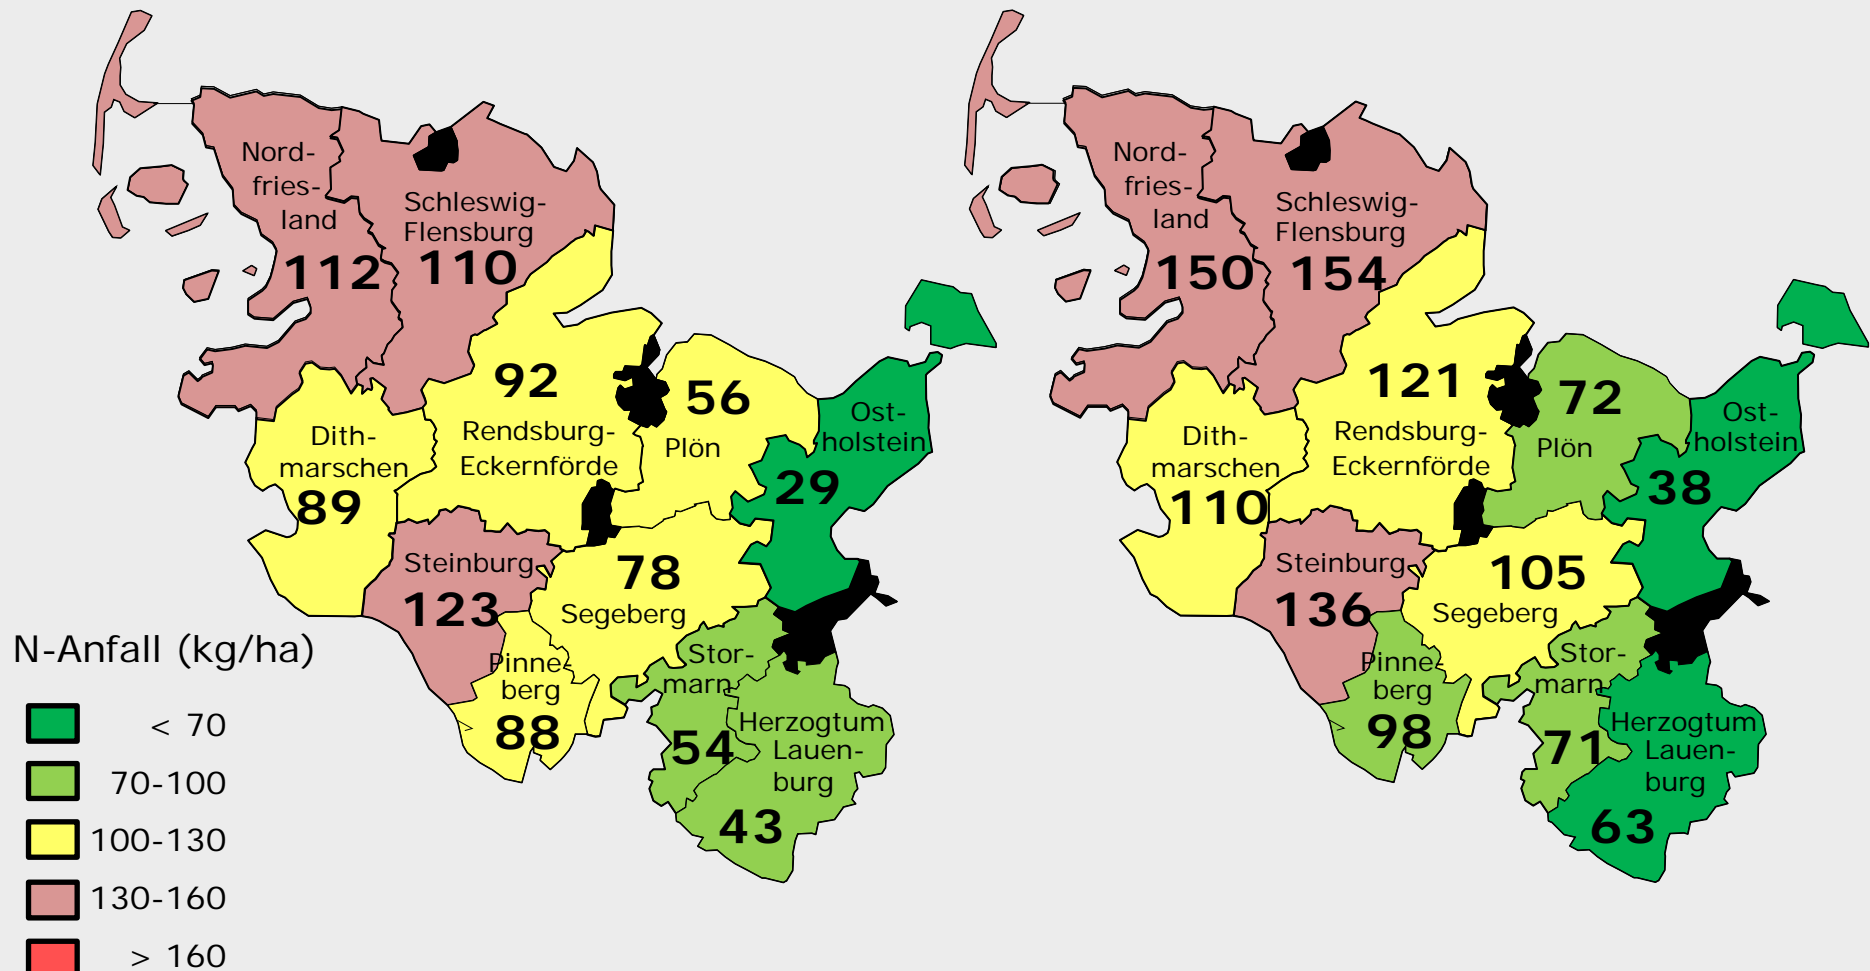 Nord-
fries-
land
112
Schleswig-
Flensburg
110
92
Rendsburg-
Eckernförde
56
Plön
Ost-
holstein
29
Dith-
marschen
89
Steinburg
123
78
Segeberg
Pinne-
berg
88
Stor-
marn
54
Herzogtum
Lauen-
burg
43
Nord-
fries-
land
150
Schleswig-
Flensburg
154
121
Rendsburg-
Eckernförde
72
Plön
Ost-
holstein
38
Dith-
marschen
110
Steinburg
136
105
Segeberg
Pinne-
berg
98
Stor-
marn
71
Herzogtum
Lauen-
burg
63
N-Anfall (kg/ha)
< 70
70-100
100-130
130-160
> 160